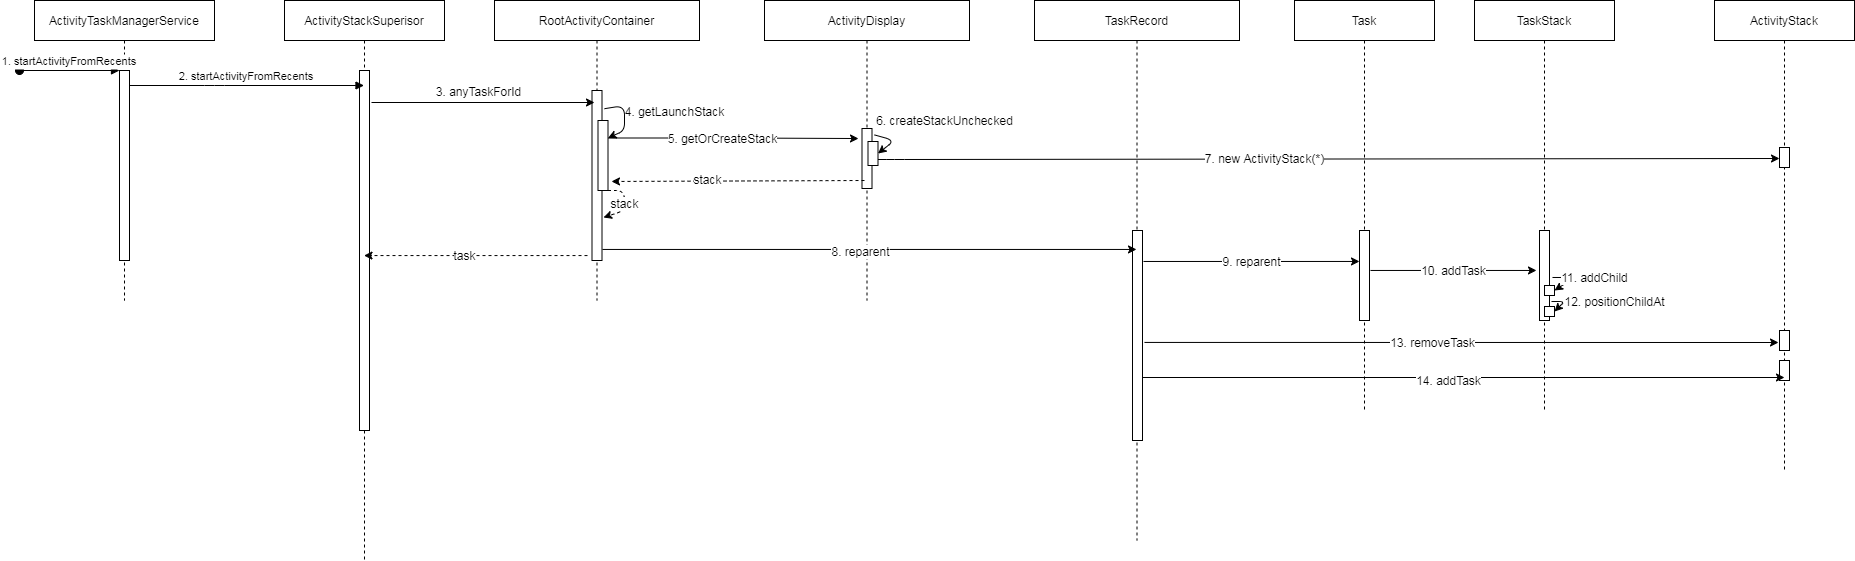 ActivityTaskManagerService
ActivityStackSuperisor
RootActivityContainer
ActivityDisplay
TaskRecord
Task
TaskStack
ActivityStack
1. startActivityFromRecents
2. startActivityFromRecents
3. anyTaskForId
4. getLaunchStack
5. getOrCreateStack
6. createStackUnchecked
7. new ActivityStack(*)
stack
stack
8. reparent
task
9. reparent
10. addTask
11. addChild
12. positionChildAt
13. removeTask
14. addTask